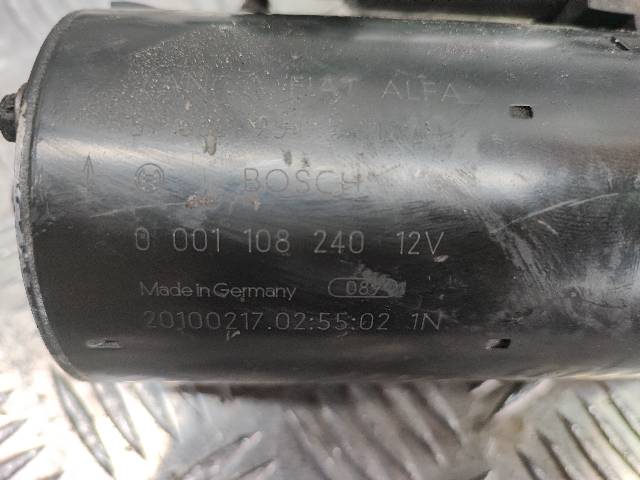 FIAT ALFA
BOSCH
0 001 108 240 12V
Made in Germany
20100217.02:55:02 1N